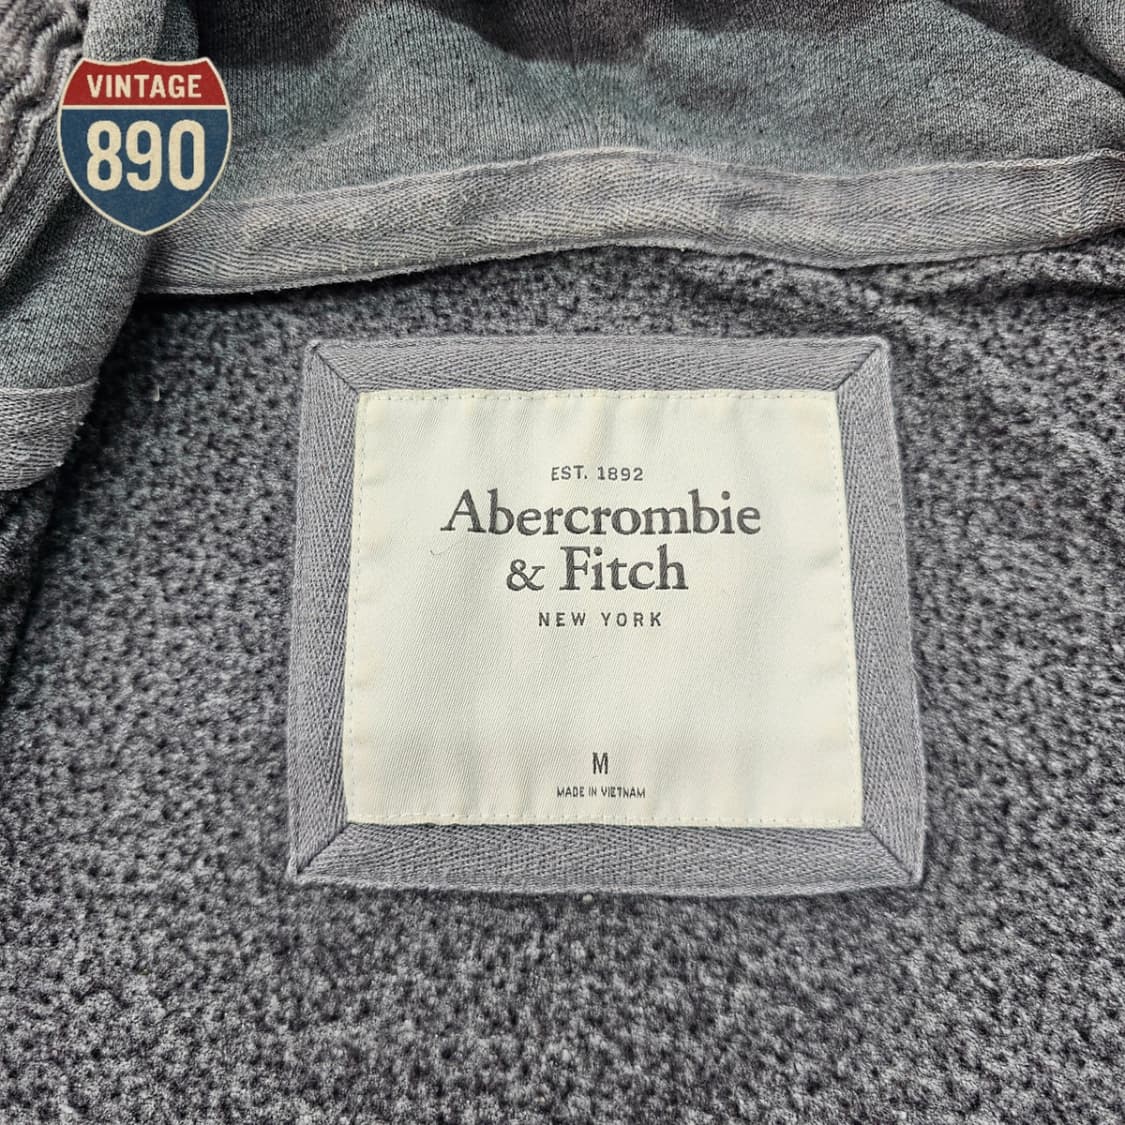 VINTAGE
890
EST. 1892
Abercrombie
& Fitch
NEW YORK
M
MADE IN VIETNAM